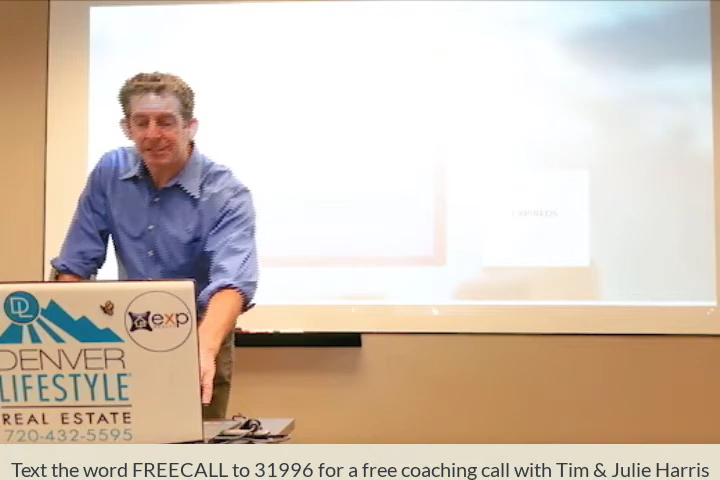 EXPIREDS
DL
exp
DENVER
LIFESTYLE
REAL ESTATE
720-432-5595
Text the word FREECALL to 31996 for a free coaching call with Tim & Julie Harris